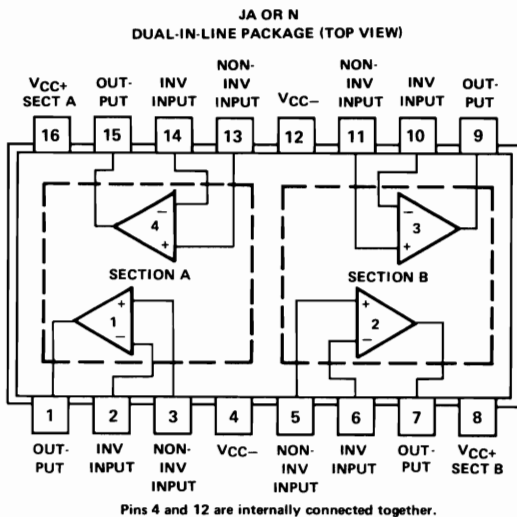 JA OR N
DUAL-IN-LINE PACKAGE (TOP VIEW)
VCC+ SECT A
OUT-PUT
INV INPUT
NON-INV INPUT
VCC–
NON-INV INPUT
INV INPUT
OUT-PUT
16 15 14 13 12 11 10 9
–
4
+
–
3
+
SECTION A
SECTION B
+
1
–
+
2
–
1 2 3 4 5 6 7 8
OUT-PUT
INV INPUT
NON-INV INPUT
VCC–
NON-INV INPUT
INV INPUT
OUT-PUT
VCC+ SECT B
Pins 4 and 12 are internally connected together.